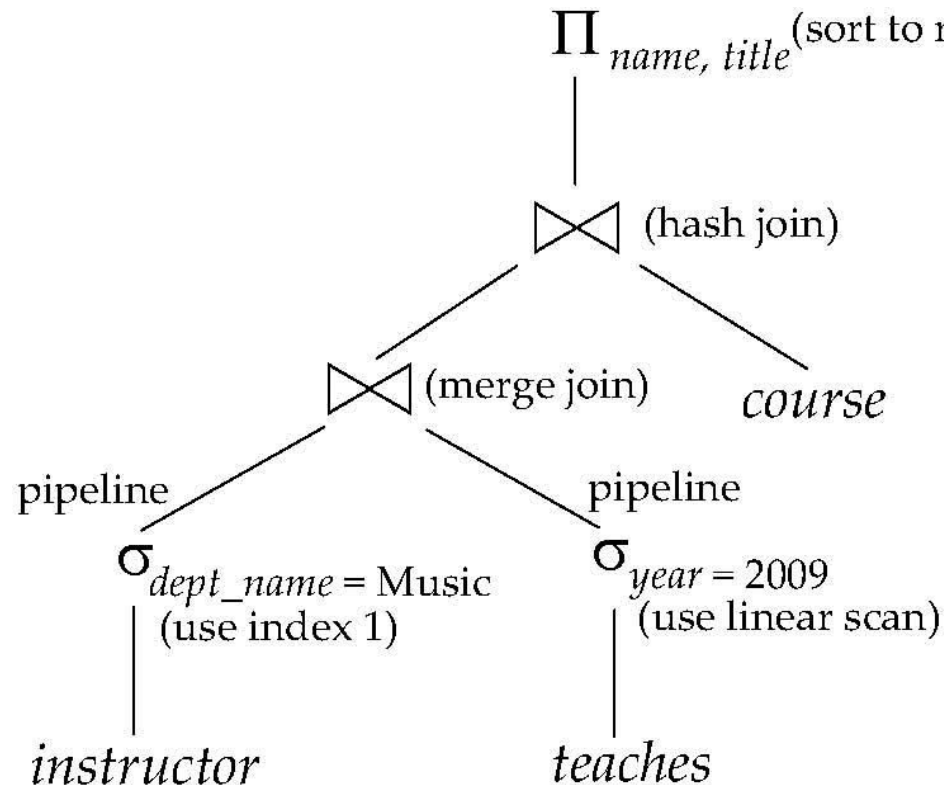 Π name, title (sort to
(hash join)
(merge join)
course
pipeline
pipeline
σ dept_name = Music
(use index 1)
σ year = 2009
(use linear scan)
instructor
teaches